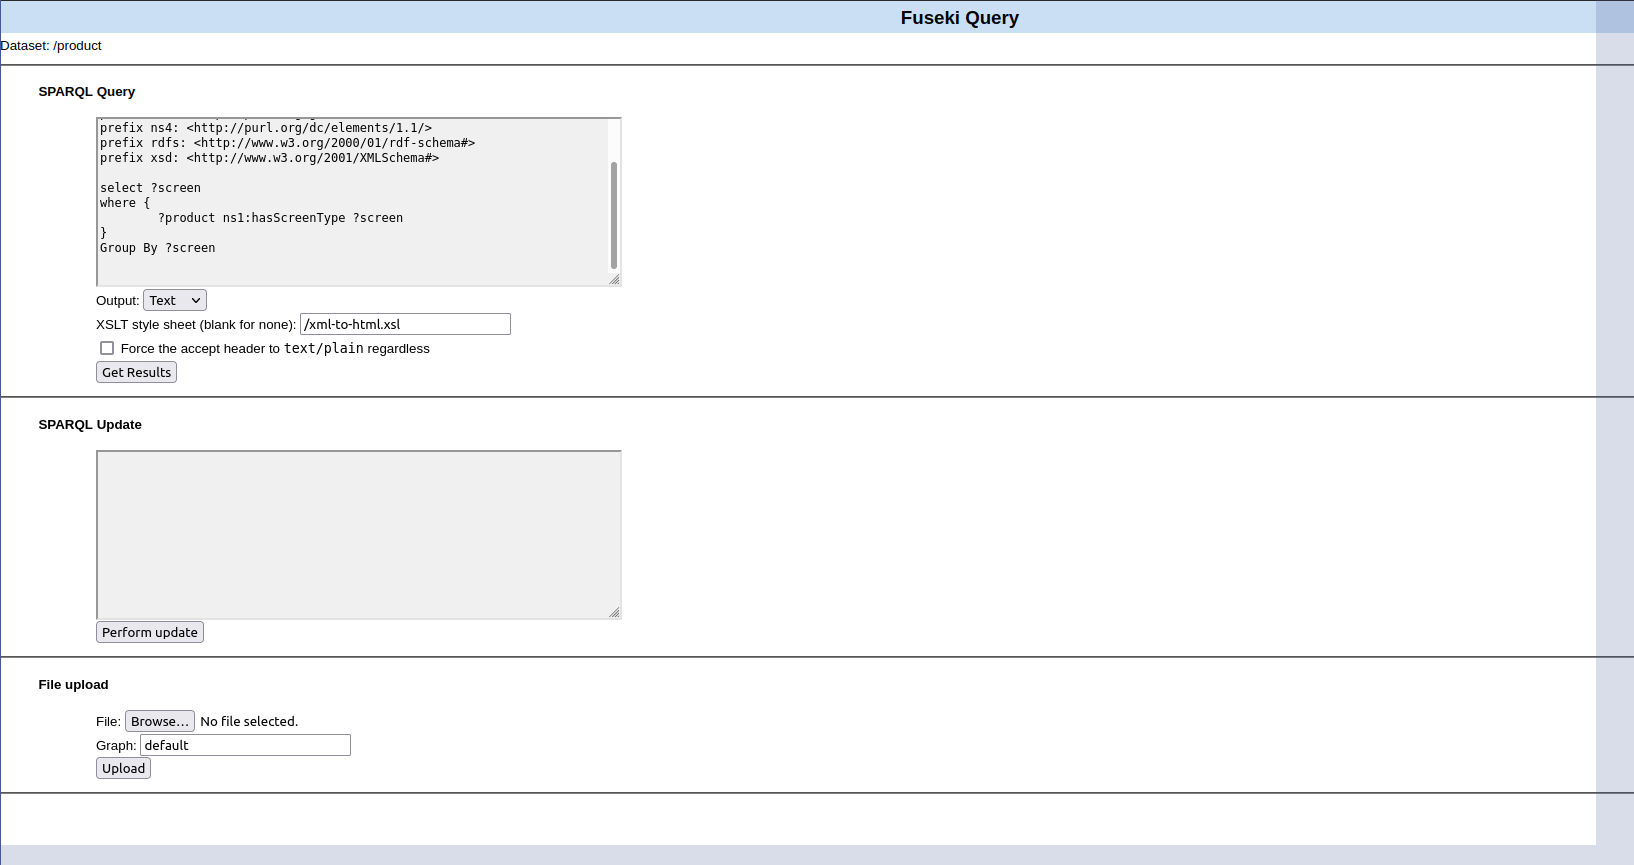 Fuseki Query
Dataset: /product
SPARQL Query
prefix ns4: <http://purl.org/dc/elements/1.1/>
prefix rdfs: <http://www.w3.org/2000/01/rdf-schema#>
prefix xsd: <http://www.w3.org/2001/XMLSchema#>
select ?screen
where {
?product ns1:hasScreenType ?screen
}
Group By ?screen
Output: Text
XSLT style sheet (blank for none): /xml-to-html.xsl
Force the accept header to text/plain regardless
Get Results
SPARQL Update
Perform update
File upload
File: Browse... No file selected.
Graph: default
Upload